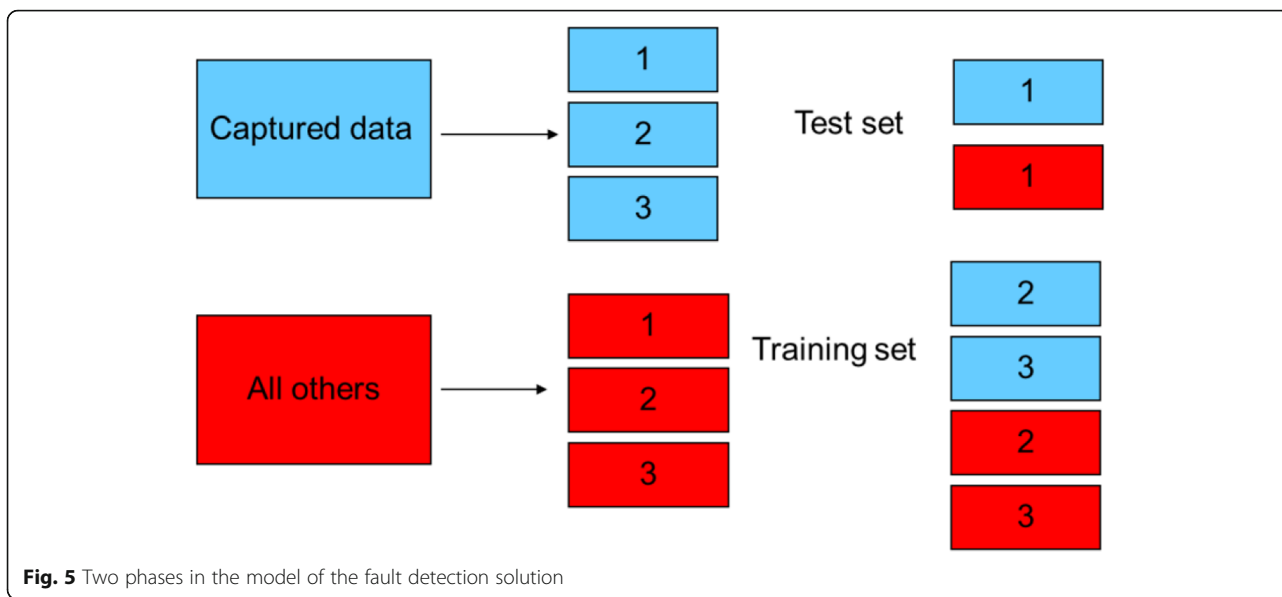 Captured data
1
2
3
Test set
1
1
All others
1
2
3
Training set
2
3
2
3
Fig. 5 Two phases in the model of the fault detection solution